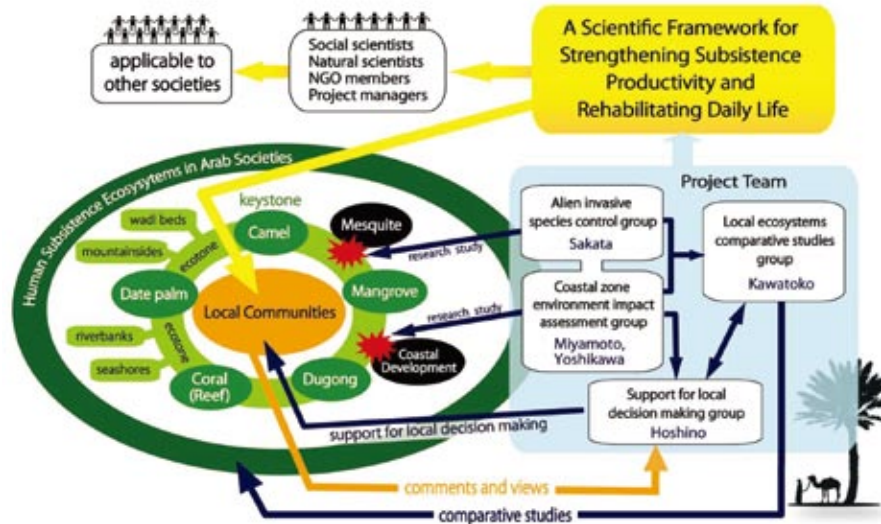 applicable to
other societies
Social scientists
Natural scientists
NGO members
Project managers
A Scientific Framework for
Strengthening Subsistence
Productivity and
Rehabilitating Daily Life
Human Subsistence Ecosytems in Arab Societies
keystone
wadi beds
mountainsides
ecotone
Camel
Mesquite
Date palm
Local Communities
Mangrove
riverbanks
seashores
ecotone
Coral
(Reef)
Dugong
Coastal
Development
research study
research study
Project Team
Alien invasive
species control group
Sakata
Local ecosystems
comparative studies
group
Kawatoko
Coastal zone
environment impact
assessment group
Miyamoto,
Yoshikawa
Support for local
decision making group
Hoshino
support for local decision making
comments and views
comparative studies